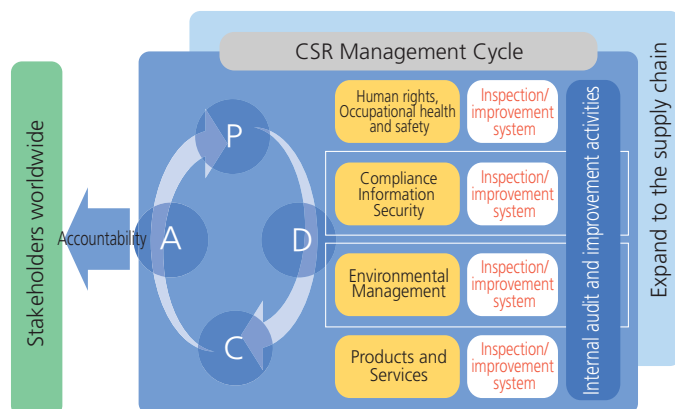 CSR Management Cycle
Stakeholders worldwide
Accountability
P
A
D
C
Human rights,
Occupational health
and safety
Inspection/
improvement
system
Compliance
Information
Security
Inspection/
improvement
system
Environmental
Management
Inspection/
improvement
system
Products and
Services
Inspection/
improvement
system
Internal audit and improvement activities
Expand to the supply chain